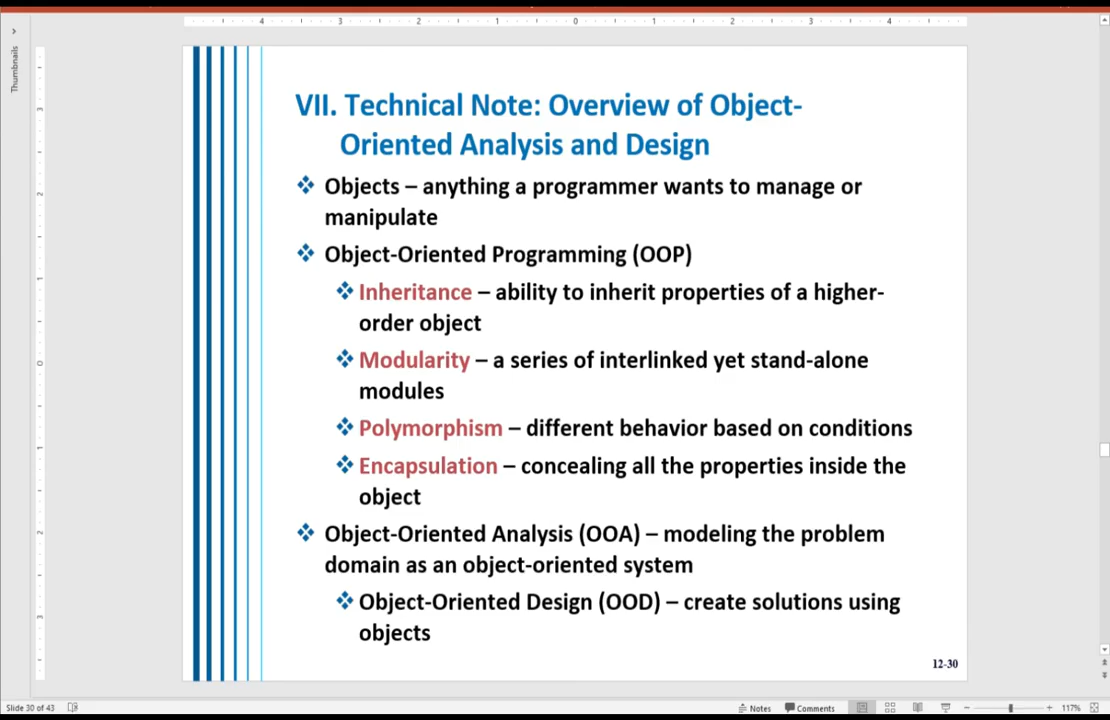 Thumbnails
VII. Technical Note: Overview of Object-
Oriented Analysis and Design
❖ Objects – anything a programmer wants to manage or
manipulate
❖ Object-Oriented Programming (OOP)
❖ Inheritance – ability to inherit properties of a higher-
order object
❖ Modularity – a series of interlinked yet stand-alone
modules
❖ Polymorphism – different behavior based on conditions
❖ Encapsulation – concealing all the properties inside the
object
❖ Object-Oriented Analysis (OOA) – modeling the problem
domain as an object-oriented system
❖ Object-Oriented Design (OOD) – create solutions using
objects
12-30
Slide 30 of 43
Notes
Comments
117%